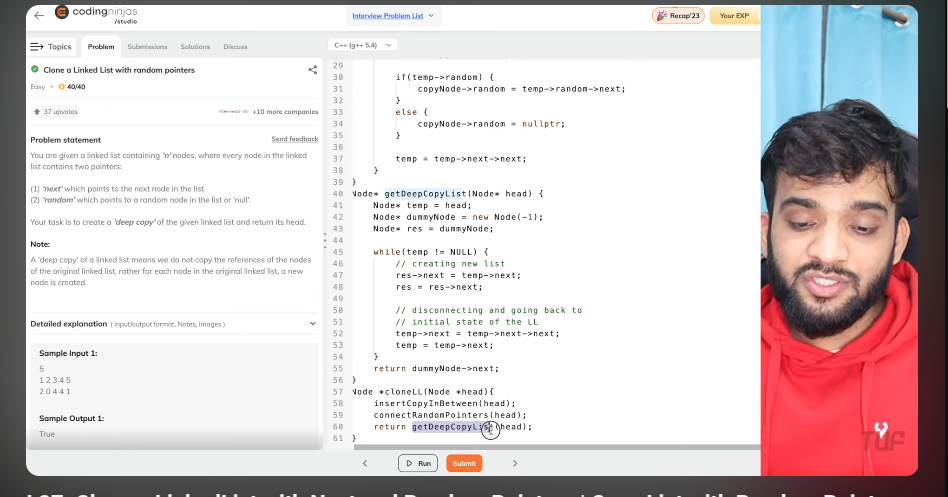 codingninjas
/studio
Interview Problem List
Recap'23
Your EXP
Topics
Problem
Submissions
Solutions
Discuss
C++ (g++ 5.4)
Clone a Linked List with random pointers
Easy
40/40
37 upvotes
+10 more companies
Problem statement
Send feedback
You are given a linked list containing 'n' nodes, where every node in the linked
list contains two pointers:
(1) 'next' which points to the next node in the list
(2) 'random' which points to a random node in the list or 'null'.
Your task is to create a 'deep copy' of the given linked list and return its head.
Note:
A 'deep copy' of a linked list means we do not copy the references of the nodes
of the original linked list, rather for each node in the original linked list, a new
node is created.
Detailed explanation ( Input/output format, Notes, Images )
Sample Input 1:
5
1 2 3 4 5
2 0 4 4 1
Sample Output 1:
True
29
30 if(temp->random) {
31 copyNode->random = temp->random->next;
32 }
33 else {
34 copyNode->random = nullptr;
35 }
36
37 temp = temp->next->next;
38 }
39 }
40 Node* getDeepCopyList(Node* head) {
41 Node* temp = head;
42 Node* dummyNode = new Node(-1);
43 Node* res = dummyNode;
44
45 while(temp != NULL) {
46 // creating new list
47 res->next = temp->next;
48 res = res->next;
49
50 // disconnecting and going back to
51 // initial state of the LL
52 temp->next = temp->next->next;
53 temp = temp->next;
54 }
55 return dummyNode->next;
56 }
57 Node *cloneLL(Node *head){
58 insertCopyInBetween(head);
59 connectRandomPointers(head);
60 return getDeepCopyList(head);
61 }
Run
Submit
TUF